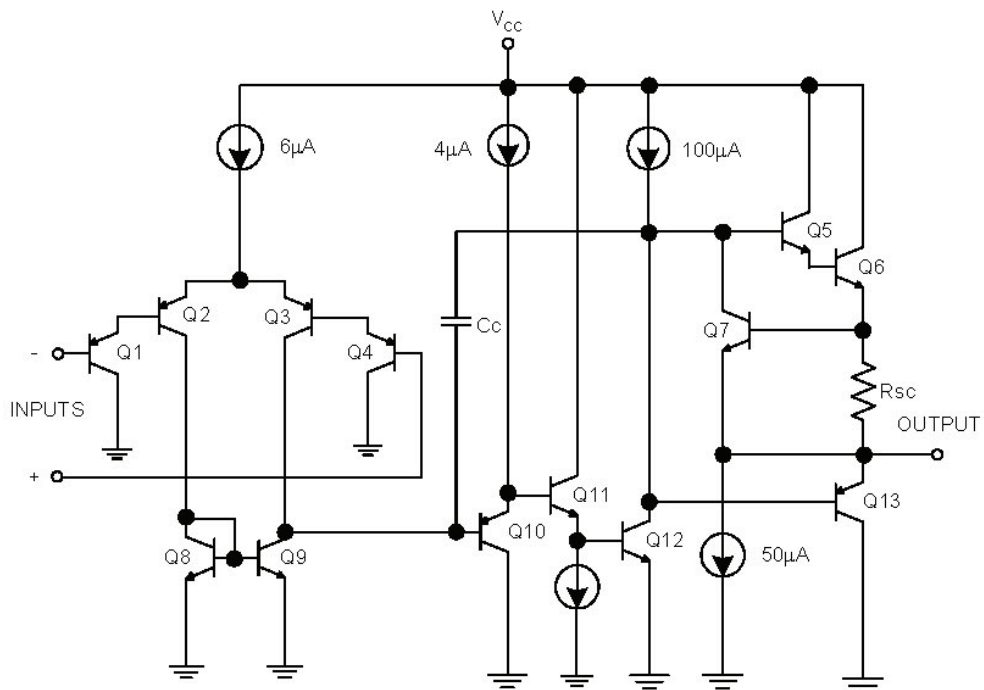 VCC
6μA
4μA
100μA
Q5
Q6
Q2
Q3
Cc
Q7
- Q1
Q4
Rsc
INPUTS
OUTPUT
+
Q11
Q13
Q10
Q12
Q8
Q9
50μA